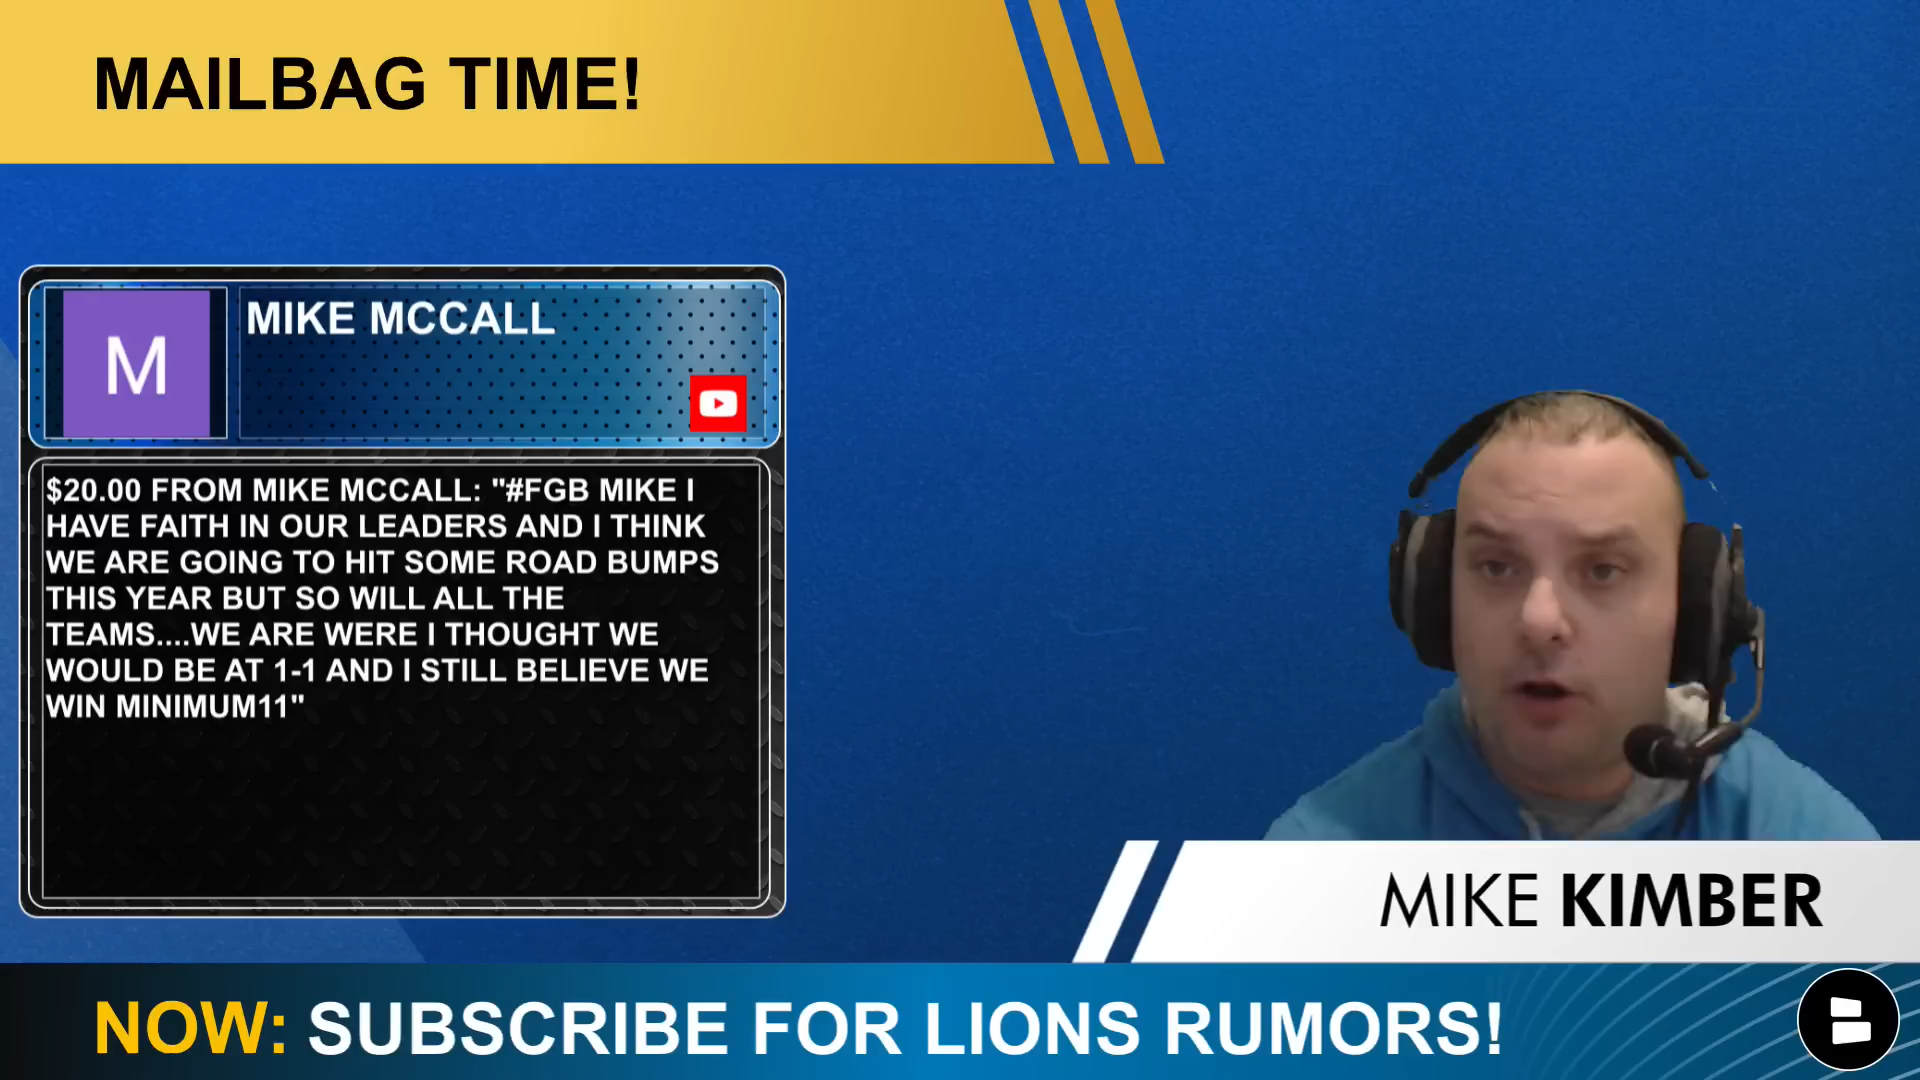 MAILBAG TIME!
M
MIKE MCCALL
$20.00 FROM MIKE MCCALL: "#FGB MIKE I
HAVE FAITH IN OUR LEADERS AND I THINK
WE ARE GOING TO HIT SOME ROAD BUMPS
THIS YEAR BUT SO WILL ALL THE
TEAMS....WE ARE WERE I THOUGHT WE
WOULD BE AT 1-1 AND I STILL BELIEVE WE
WIN MINIMUM11"
MIKE KIMBER
NOW: SUBSCRIBE FOR LIONS RUMORS!